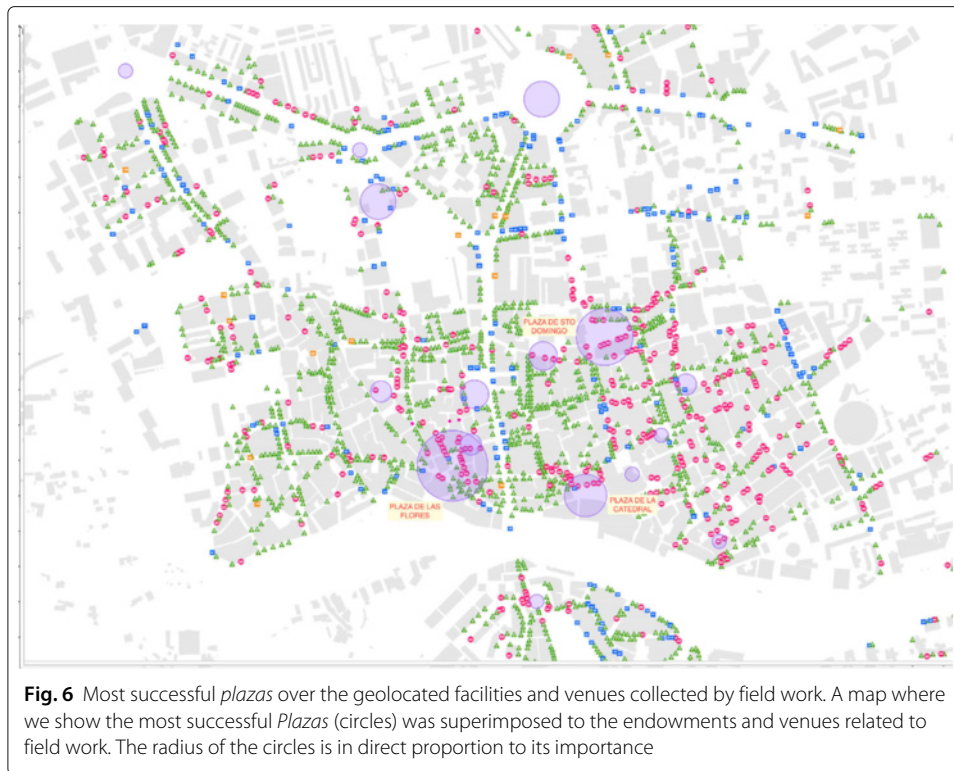 PLAZA DE STO
DOMINGO
PLAZA DE LAS
FLORES
PLAZA DE LA
CATEDRAL
Fig. 6 Most successful plazas over the geolocated facilities and venues collected by field work. A map where
we show the most successful Plazas (circles) was superimposed to the endowments and venues related to
field work. The radius of the circles is in direct proportion to its importance